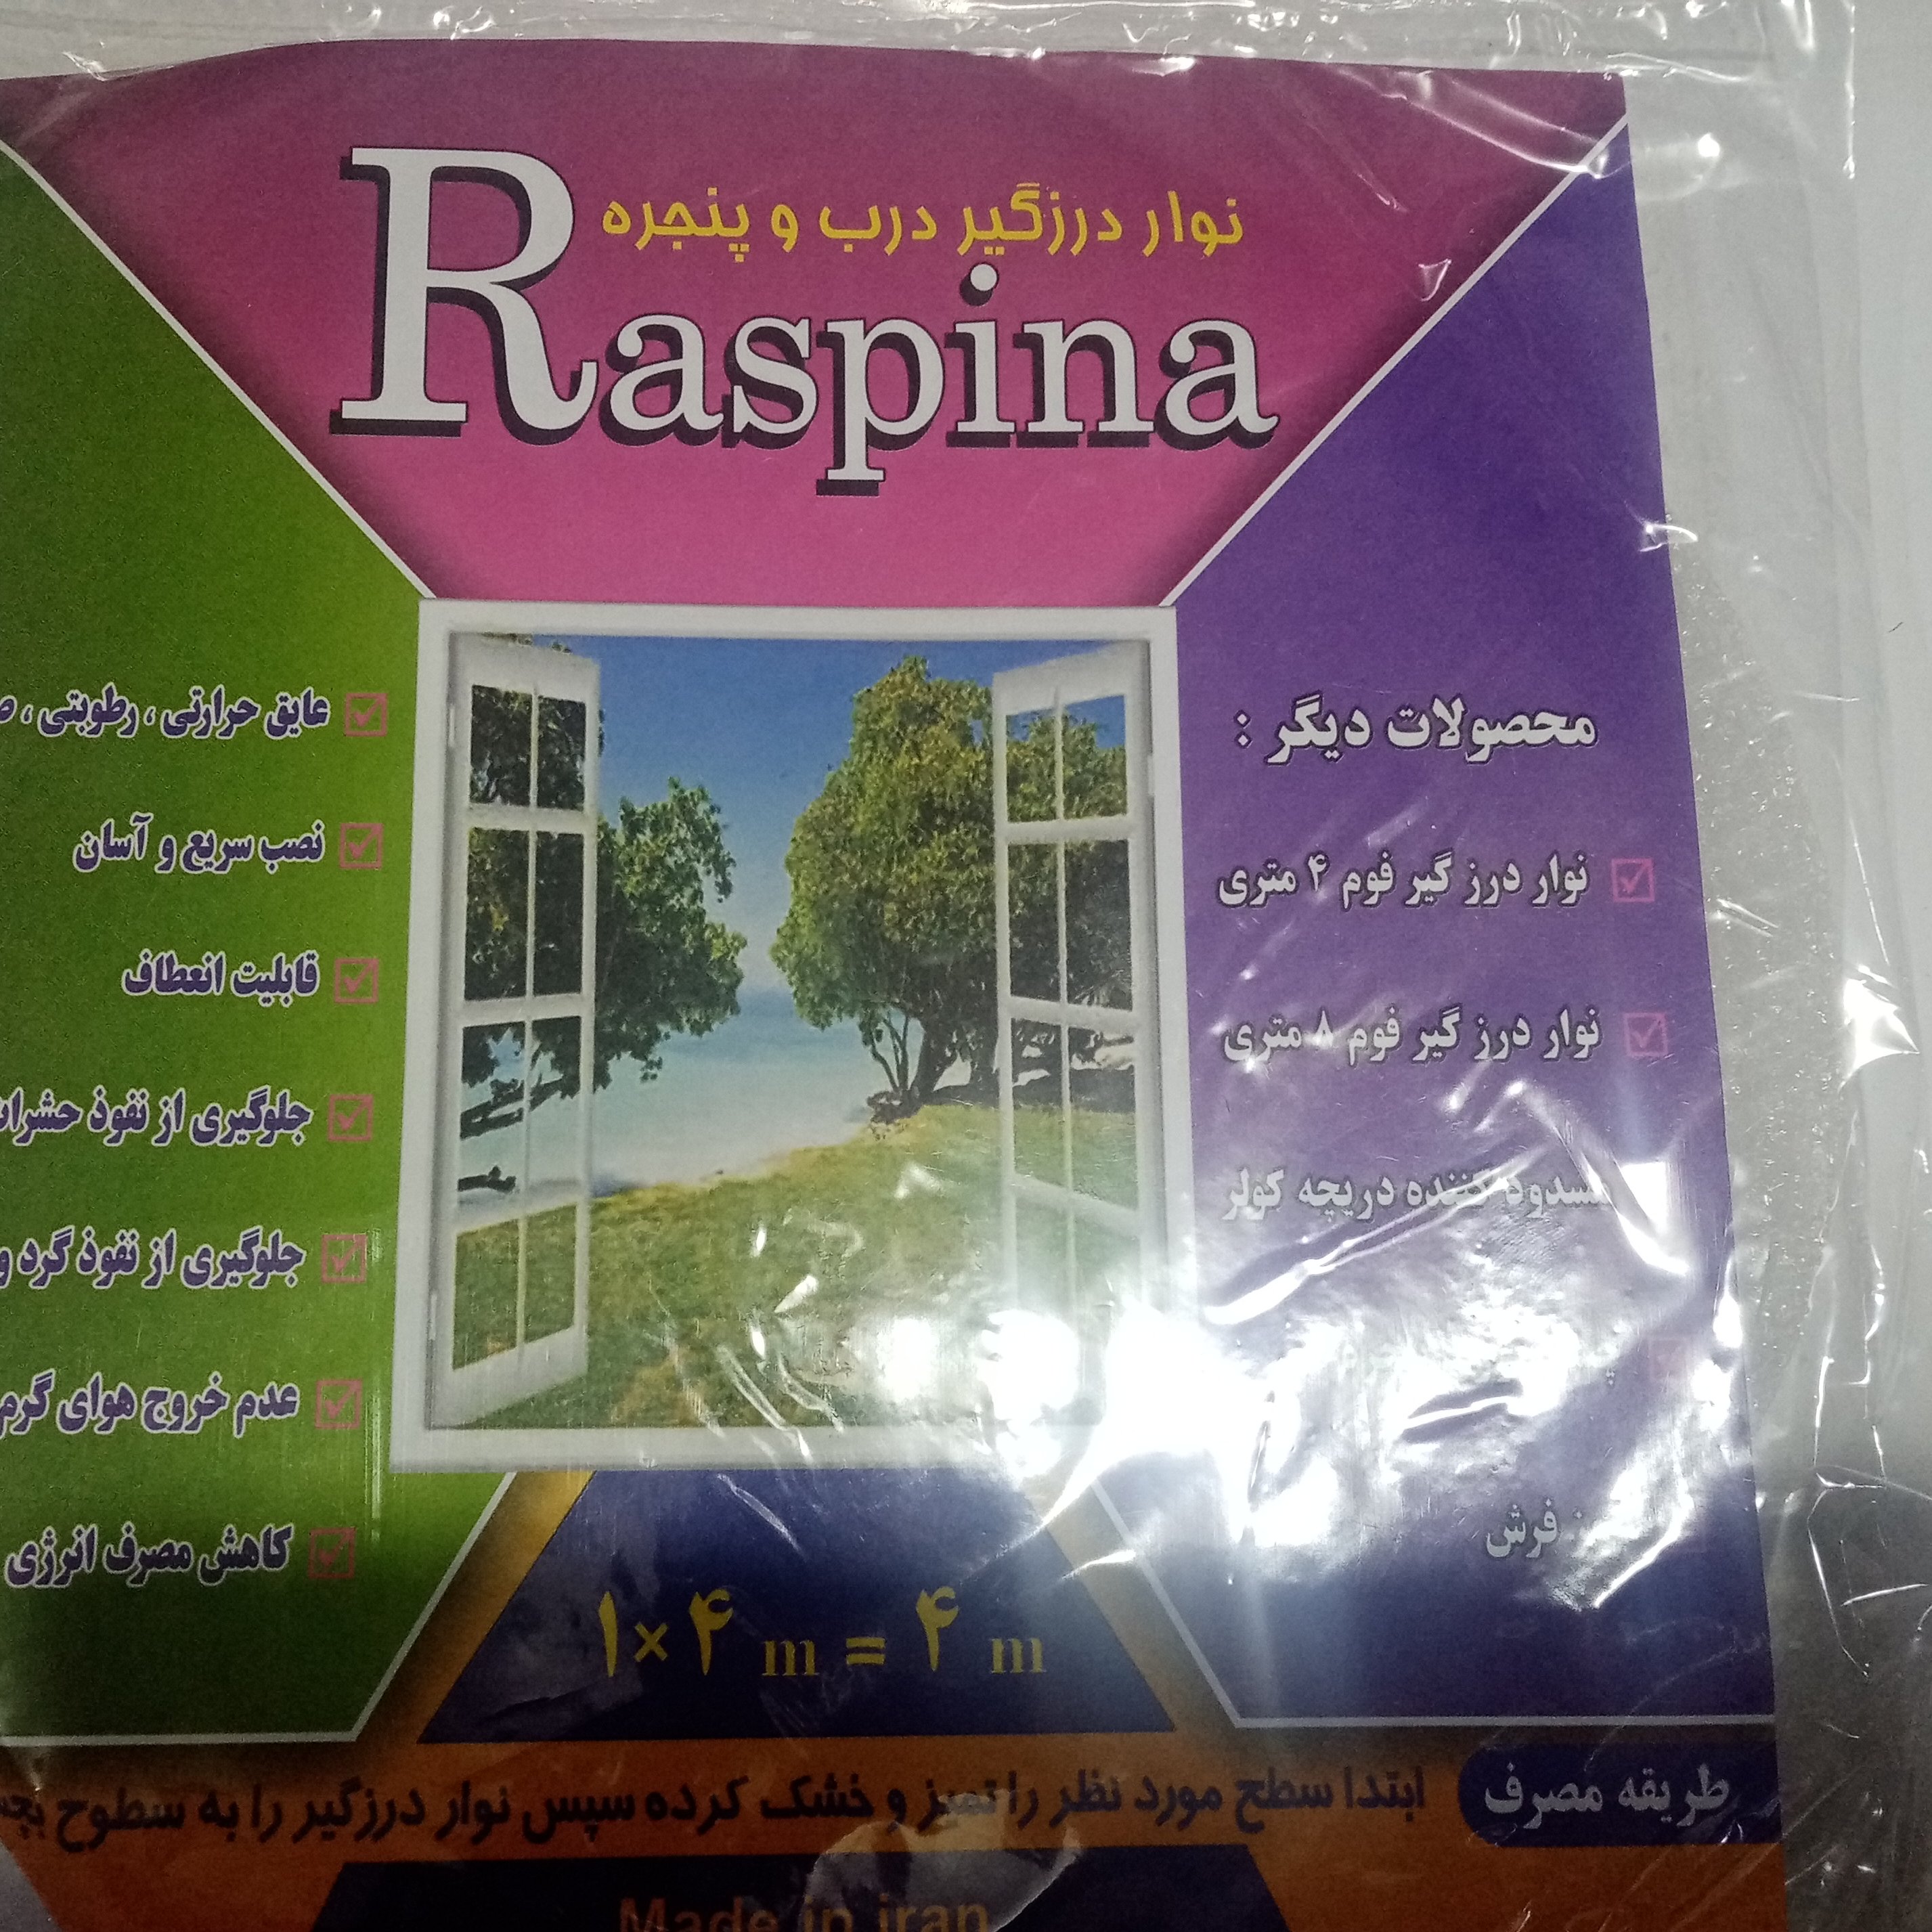 نوار درزگیر درب و پنجره
Raspina
محصولات دیگر :
نوار درز گیر فوم ۴ متری
نوار درز گیر فوم ۸ متری
کننده دریچه کولر
فرش
عایق حرارتی ، رطوبتی ،
نصب سریع و آسان
قابلیت انعطاف
جلوگیری از نفوذ
جلوگیری از نفوذ گرد و
عدم خروج هوای گرم
کاهش مصرف انرژی
۱×۴ m = ۴ m
طریقه مصرف
ابتدا سطح مورد نظر را تمیز و خشک کرده سپس نوار درزگیر را به سطوح
Made in iran